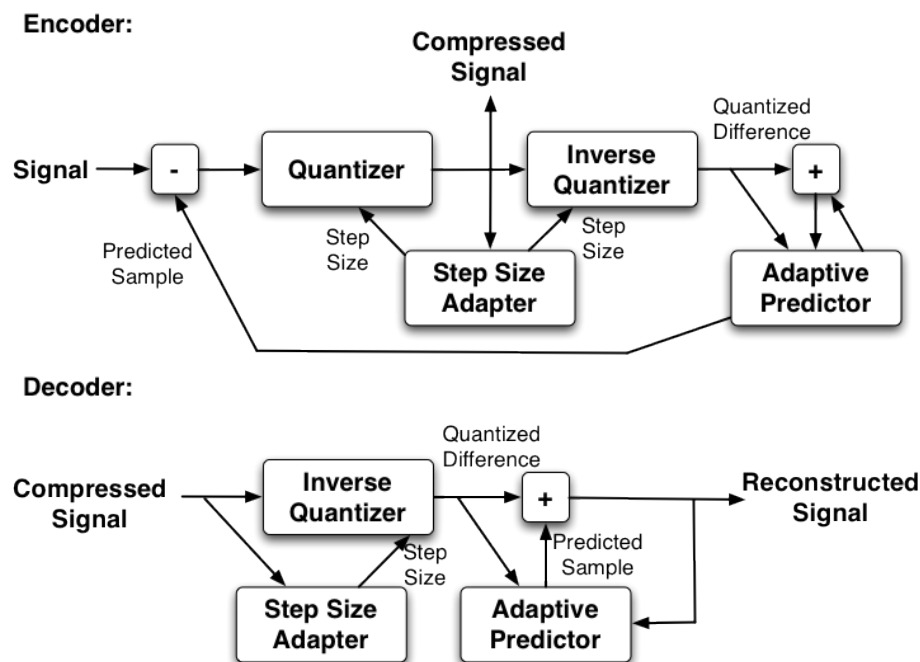 Encoder:
Compressed
Signal
Quantized
Difference
Signal
-
Quantizer
Inverse
Quantizer
+
Predicted
Sample
Step
Size
Step
Size
Step Size
Adapter
Adaptive
Predictor
Decoder:
Quantized
Difference
Compressed
Signal
Inverse
Quantizer
+
Reconstructed
Signal
Step
Size
Predicted
Sample
Step Size
Adapter
Adaptive
Predictor